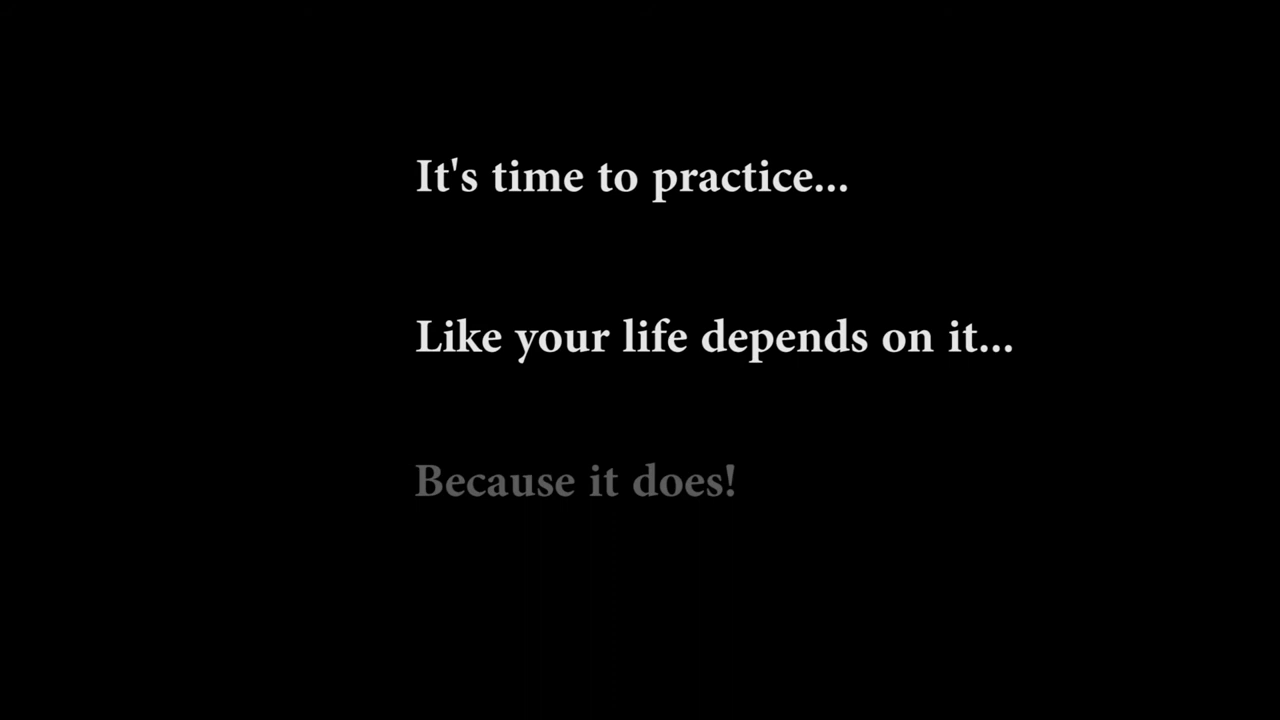 It's time to practice...
Like your life depends on it...
Because it does!